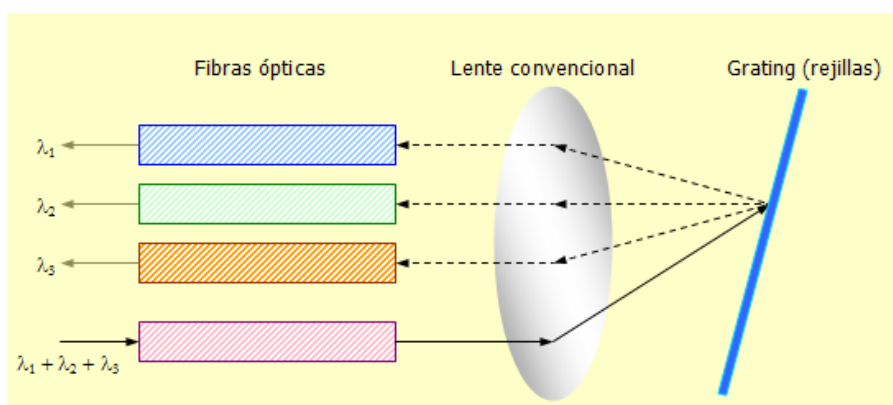 Fibras ópticas Lente convencional Grating (rejillas)
λ₁
λ₂
λ₃
λ₁ + λ₂ + λ₃